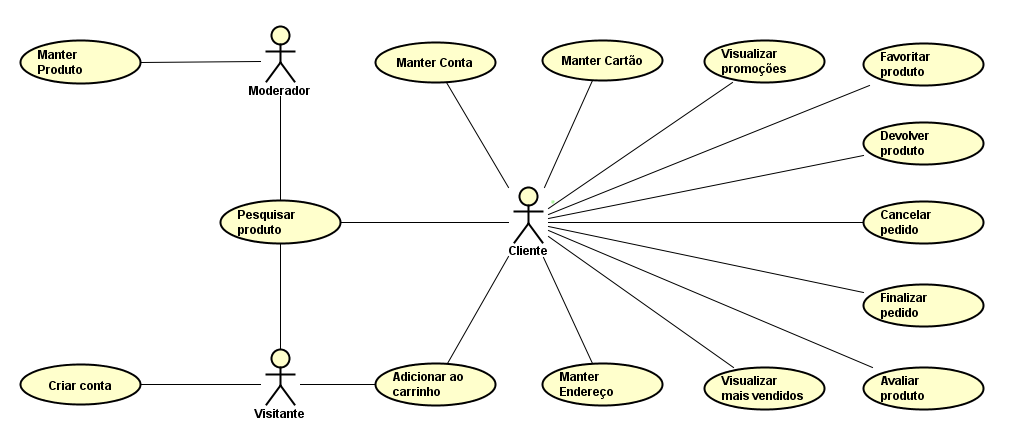 Manter
Produto
Moderador
Manter Conta
Manter Cartão
Visualizar
promoções
Favoritar
produto
Devolver
produto
Pesquisar
produto
Cliente
Cancelar
pedido
Finalizar
pedido
Criar conta
Visitante
Adicionar ao
carrinho
Manter
Endereço
Visualizar
mais vendidos
Avaliar
produto